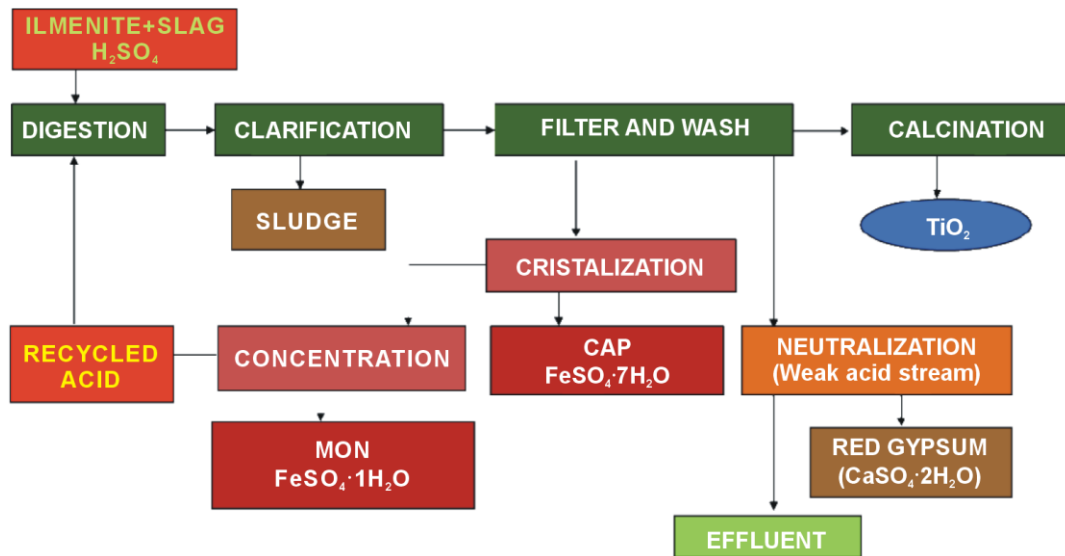 ILMENITE+SLAG
H₂SO₄
DIGESTION
CLARIFICATION
FILTER AND WASH
CALCINATION
SLUDGE
TiO₂
CRISTALIZATION
RECYCLED
ACID
CONCENTRATION
CAP
FeSO₄·7H₂O
NEUTRALIZATION
(Weak acid stream)
MON
FeSO₄·1H₂O
RED GYPSUM
(CaSO₄·2H₂O)
EFFLUENT